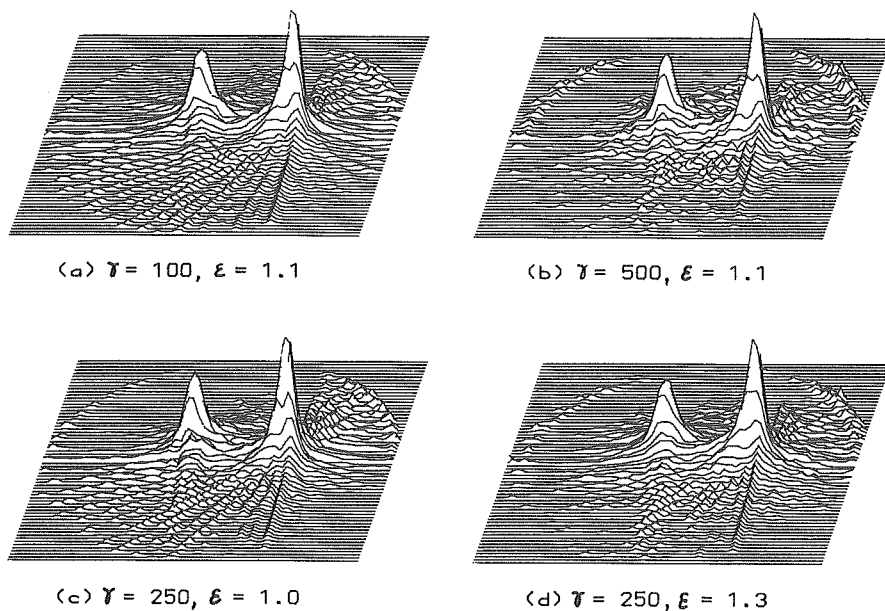 (a) 𝛄 = 100, 𝛆 = 1.1
(b) 𝛄 = 500, 𝛆 = 1.1
(c) 𝛄 = 250, 𝛆 = 1.0
(d) 𝛄 = 250, 𝛆 = 1.3